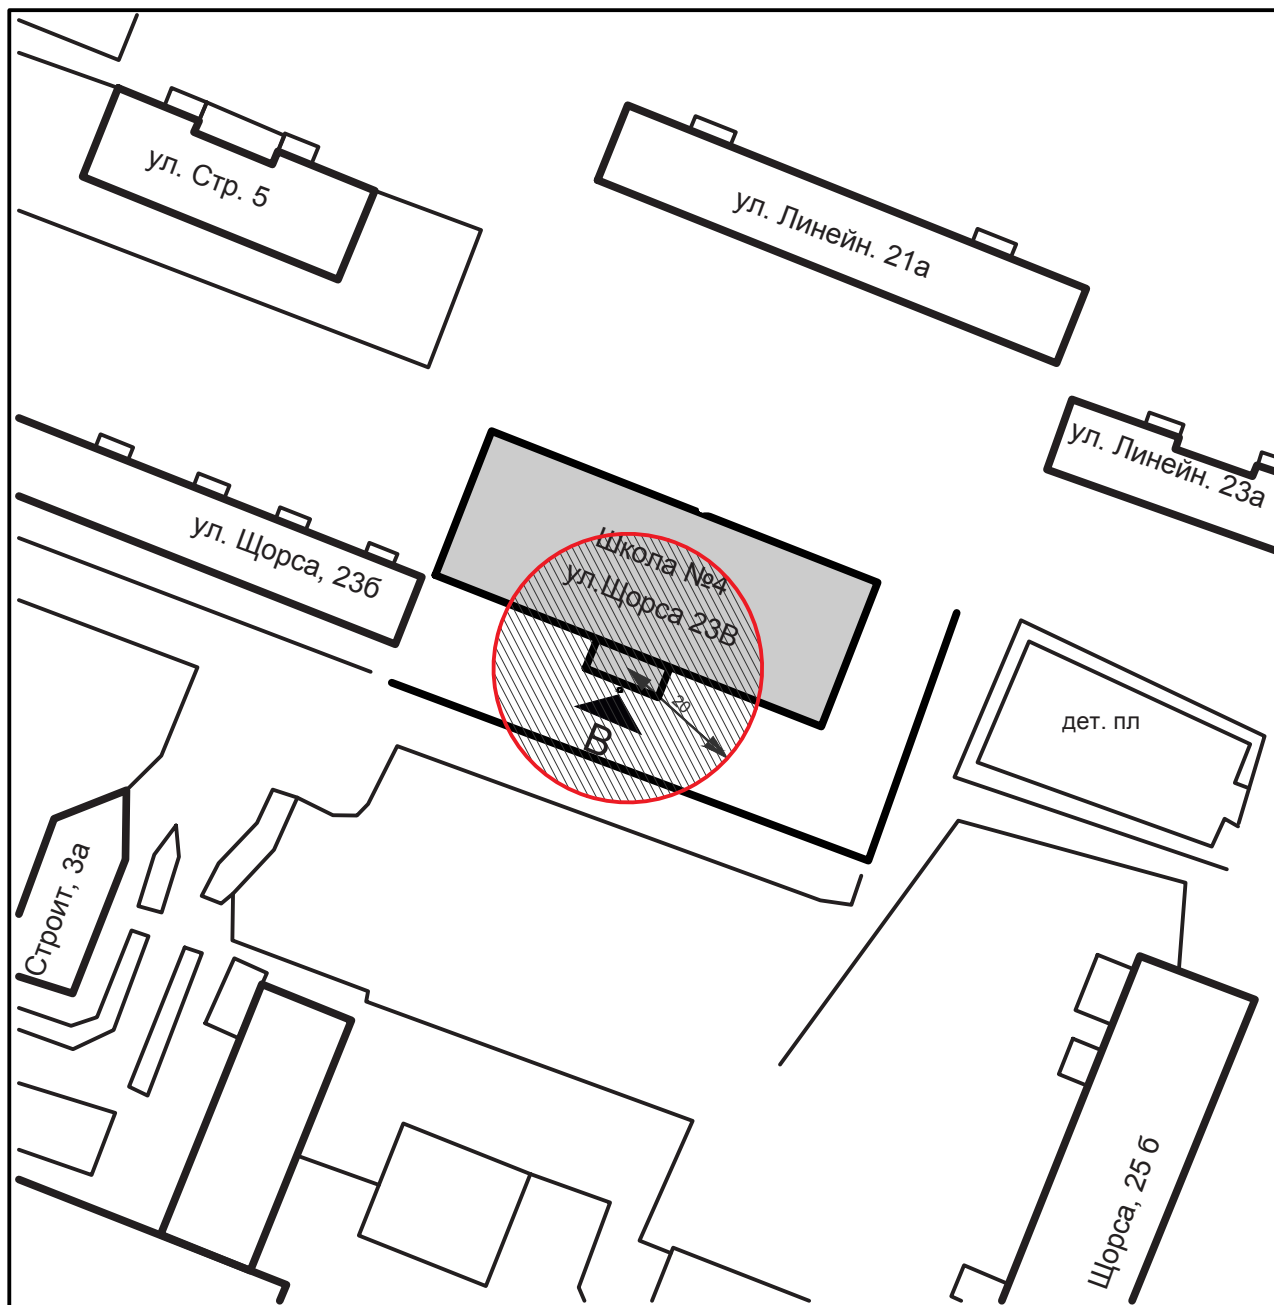 ул. Стр. 5
ул. Линейн. 21а
ул. Линейн. 23а
ул. Щорса, 23б
Школа №4
ул.Щорса 23В
20
В
дет. пл
Строит, 3а
Щорса, 25 б